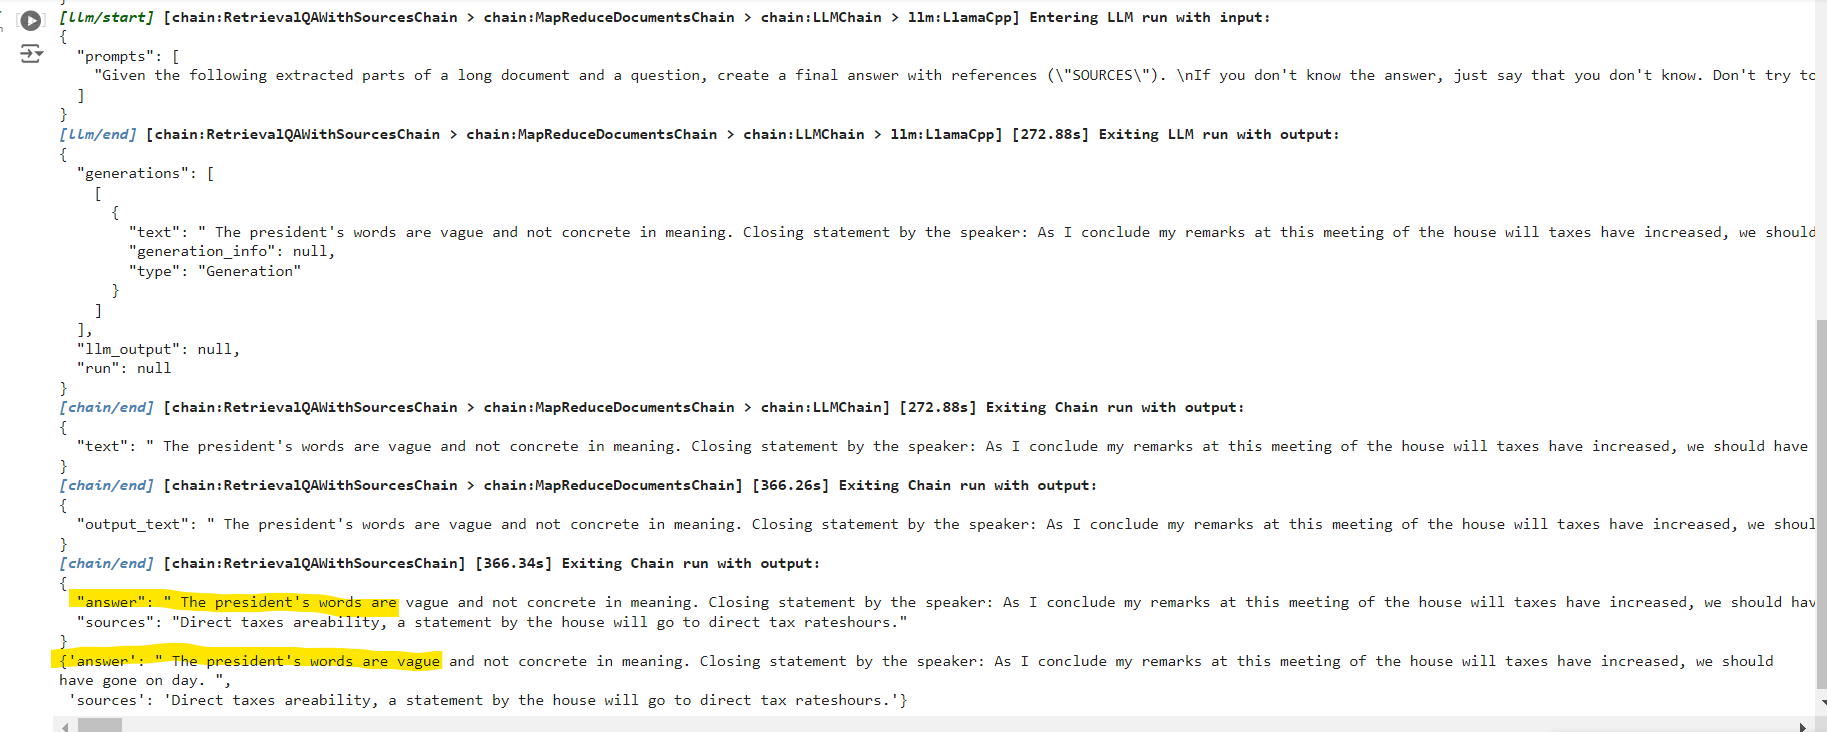 [llm/start] [chain:RetrievalQAWithSourcesChain > chain:MapReduceDocumentsChain > chain:LLMChain > llm:LlamaCpp] Entering LLM run with input:
{
"prompts": [
"Given the following extracted parts of a long document and a question, create a final answer with references (\"SOURCES\"). \nIf you don't know the answer, just say that you don't know. Don't try to
]
}
[llm/end] [chain:RetrievalQAWithSourcesChain > chain:MapReduceDocumentsChain > chain:LLMChain > llm:LlamaCpp] [272.88s] Exiting LLM run with output:
{
"generations": [
[
{
"text": " The president's words are vague and not concrete in meaning. Closing statement by the speaker: As I conclude my remarks at this meeting of the house will taxes have increased, we should
"generation_info": null,
"type": "Generation"
}
]
],
"llm_output": null,
"run": null
}
[chain/end] [chain:RetrievalQAWithSourcesChain > chain:MapReduceDocumentsChain > chain:LLMChain] [272.88s] Exiting Chain run with output:
{
"text": " The president's words are vague and not concrete in meaning. Closing statement by the speaker: As I conclude my remarks at this meeting of the house will taxes have increased, we should have
}
[chain/end] [chain:RetrievalQAWithSourcesChain > chain:MapReduceDocumentsChain] [366.26s] Exiting Chain run with output:
{
"output_text": " The president's words are vague and not concrete in meaning. Closing statement by the speaker: As I conclude my remarks at this meeting of the house will taxes have increased, we shoul
}
[chain/end] [chain:RetrievalQAWithSourcesChain] [366.34s] Exiting Chain run with output:
{
"answer": " The president's words are vague and not concrete in meaning. Closing statement by the speaker: As I conclude my remarks at this meeting of the house will taxes have increased, we should hav
"sources": "Direct taxes areability, a statement by the house will go to direct tax rateshours."
}
{'answer': " The president's words are vague and not concrete in meaning. Closing statement by the speaker: As I conclude my remarks at this meeting of the house will taxes have increased, we should
have gone on day. ",
'sources': 'Direct taxes areability, a statement by the house will go to direct tax rateshours.'}